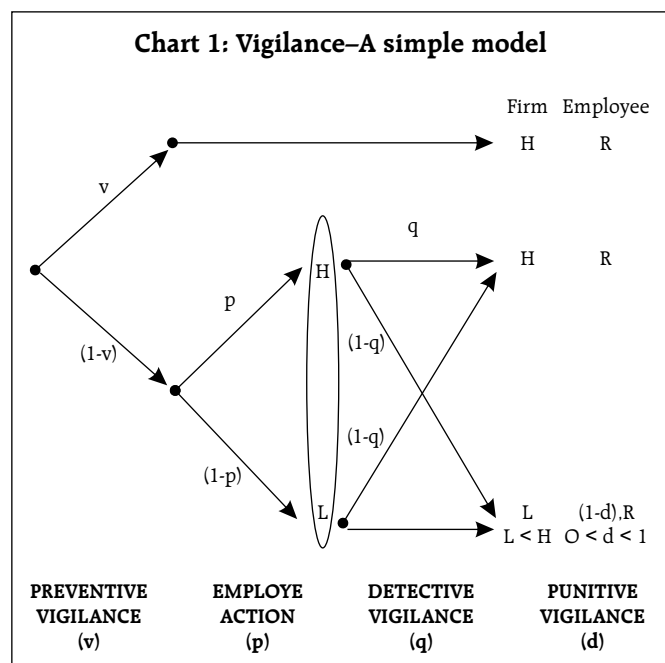 Chart 1: Vigilance–A simple model
Firm Employee
H R
v
q
H H R
p
(1-v)
(1-q)
(1-q)
(1-p)
L L (1-d),R
L < H O < d < 1
PREVENTIVE EMPLOYE DETECTIVE PUNITIVE
VIGILANCE ACTION VIGILANCE VIGILANCE
(v) (p) (q) (d)